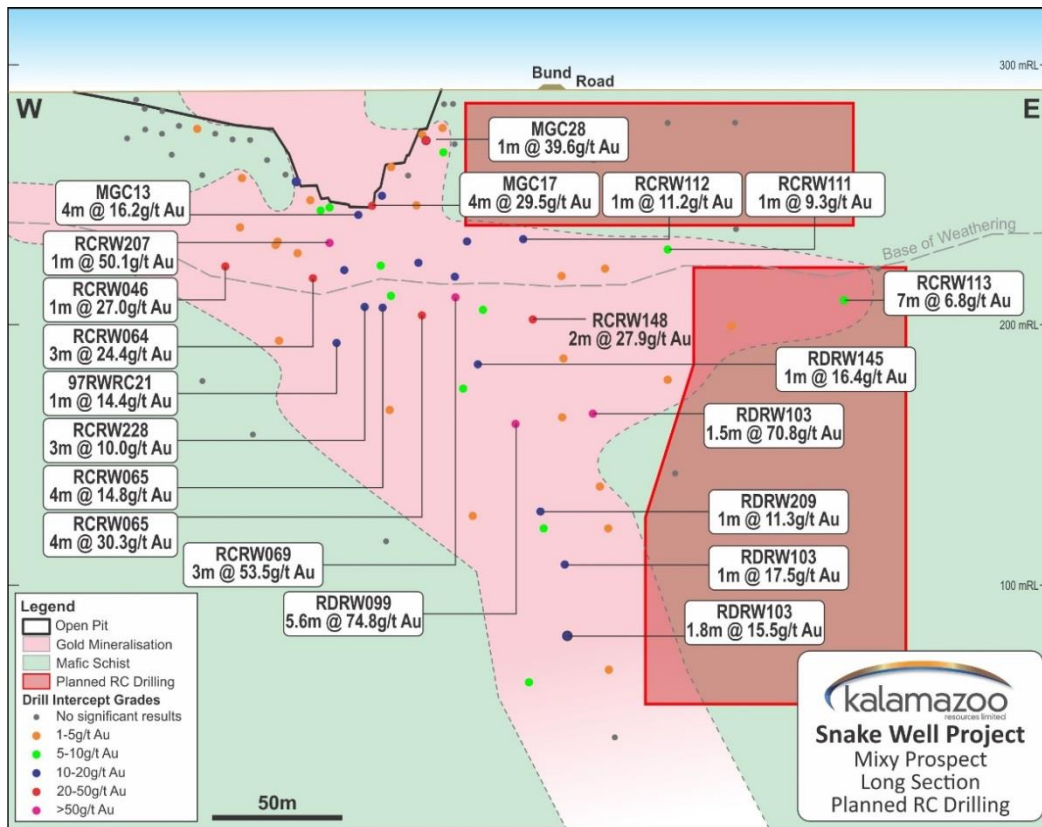 300 mRL
W
Bund
Road
E
MGC28
1m @ 39.6g/t Au
MGC13
4m @ 16.2g/t Au
MGC17
4m @ 29.5g/t Au
RCRW112
1m @ 11.2g/t Au
RCRW111
1m @ 9.3g/t Au
RCRW207
1m @ 50.1g/t Au
Base of Weathering
RCRW046
1m @ 27.0g/t Au
RCRW113
7m @ 6.8g/t Au
RCRW064
3m @ 24.4g/t Au
RCRW148
2m @ 27.9g/t Au
200 mRL
97RWRC21
1m @ 14.4g/t Au
RDRW145
1m @ 16.4g/t Au
RCRW228
3m @ 10.0g/t Au
RDRW103
1.5m @ 70.8g/t Au
RCRW065
4m @ 14.8g/t Au
RCRW065
4m @ 30.3g/t Au
RDRW209
1m @ 11.3g/t Au
RCRW069
3m @ 53.5g/t Au
RDRW103
1m @ 17.5g/t Au
100 mRL
RDRW099
5.6m @ 74.8g/t Au
RDRW103
1.8m @ 15.5g/t Au
Legend
Open Pit
Gold Mineralisation
Mafic Schist
Planned RC Drilling
Drill Intercept Grades
No significant results
1-5g/t Au
5-10g/t Au
10-20g/t Au
20-50g/t Au
>50g/t Au
50m
kalamazoo
resources limited
Snake Well Project
Mixy Prospect
Long Section
Planned RC Drilling